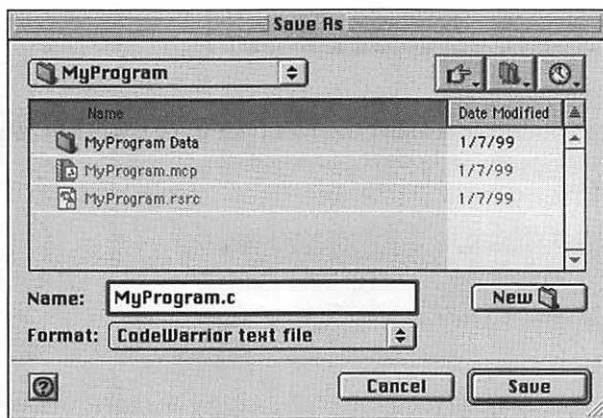 Save As
MyProgram
Name Date Modified
MyProgram Data 1/7/99
MyProgram.mcp 1/7/99
MyProgram.rsrc 1/7/99
Name: MyProgram.c New
Format: CodeWarrior text file
? Cancel Save